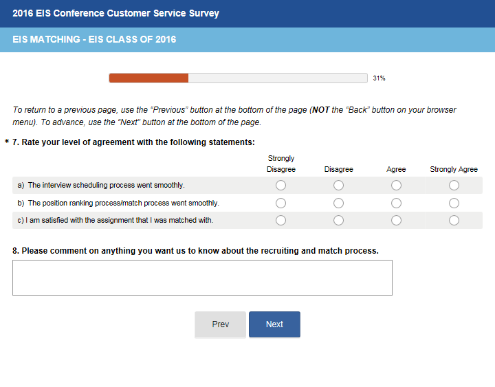 2016 EIS Conference Customer Service Survey
EIS MATCHING - EIS CLASS OF 2016
31%
To return to a previous page, use the "Previous" button at the bottom of the page (NOT the "Back" button on your browser
menu). To advance, use the "Next" button at the bottom of the page.
* 7. Rate your level of agreement with the following statements:
Strongly
Disagree Disagree Agree Strongly Agree
a) The interview scheduling process went smoothly.
b) The position ranking process/match process went smoothly.
c) I am satisfied with the assignment that I was matched with.
8. Please comment on anything you want us to know about the recruiting and match process.
Prev Next